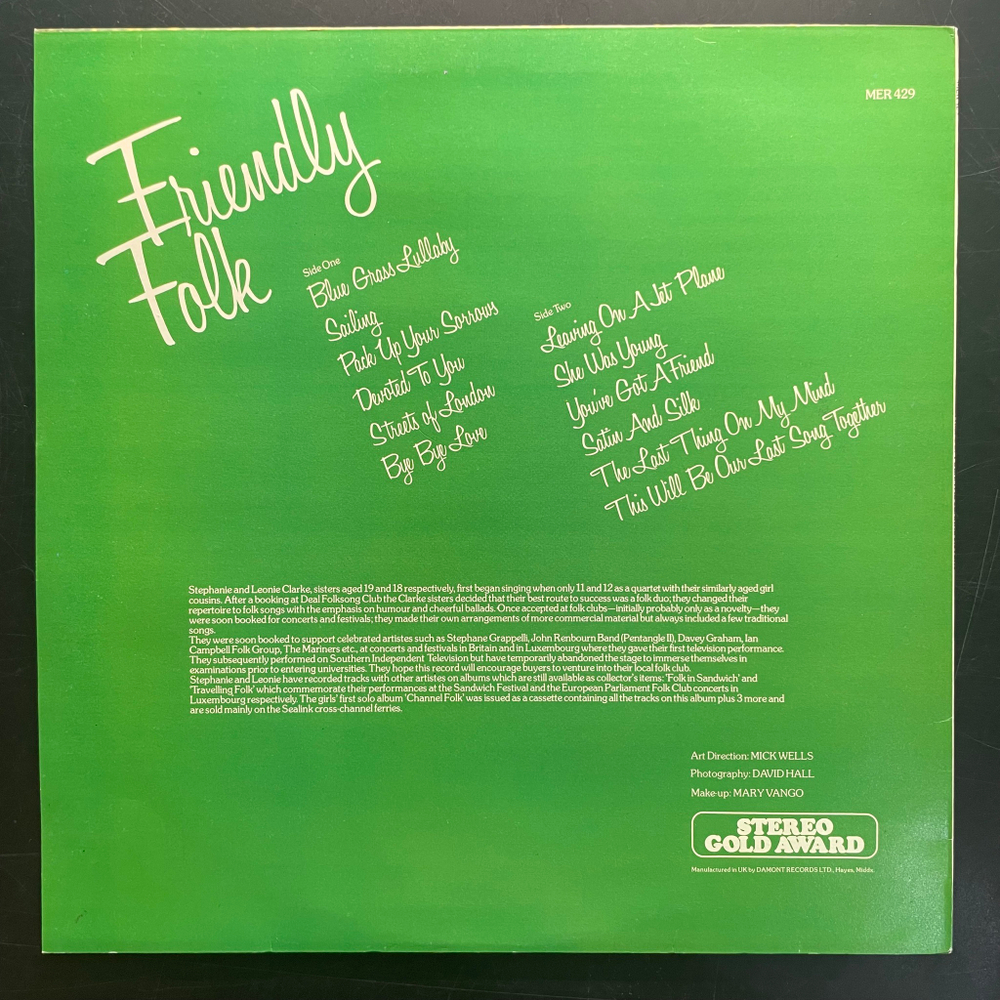 MER 429
Friendly
Folk
Side One
Blue Grass Lullaby
Sailing
Pack Up Your Sorrows
Devoted To You
Streets of London
Bye Bye Love
Side Two
Leaving On A Jet Plane
She Was Young
You've Got A Friend
Satin And Silk
The Last Thing On My Mind
This Will Be Our Last Song Together
Stephanie and Leonie Clarke, sisters aged 19 and 18 respectively, first began singing when only 11 and 12 as a quartet with their similarly aged girl
cousins. After a booking at Deal Folksong Club the Clarke sisters decided that their best route to success was a folk duo; they changed their
repertoire to folk songs with the emphasis on humour and cheerful ballads. Once accepted at folk clubs—initially probably only as a novelty—they
were soon booked for concerts and festivals; they made their own arrangements of more commercial material but always included a few traditional
songs.
They were soon booked to support celebrated artistes such as Stephane Grappelli, John Renbourn Band (Pentangle II), Davey Graham, Ian
Campbell Folk Group, The Mariners etc., at concerts and festivals in Britain and in Luxembourg where they gave their first television performance.
They subsequently performed on Southern Independent Television but have temporarily abandoned the stage to immerse themselves in
examinations prior to entering universities. They hope this record will encourage buyers to venture into their local folk club.
Stephanie and Leonie have recorded tracks with other artistes on albums which are still available as collector's items: 'Folk in Sandwich' and
'Travelling Folk' which commemorate their performances at the Sandwich Festival and the European Parliament Folk Club concerts in
Luxembourg respectively. The girls' first solo album 'Channel Folk' was issued as a cassette containing all the tracks on this album plus 3 more and
are sold mainly on the Sealink cross-channel ferries.
Art Direction: MICK WELLS
Photography: DAVID HALL
Make-up: MARY VANGO
STEREO
GOLD AWARD
Manufactured in UK by DAMONT RECORDS LTD., Hayes, Middx.